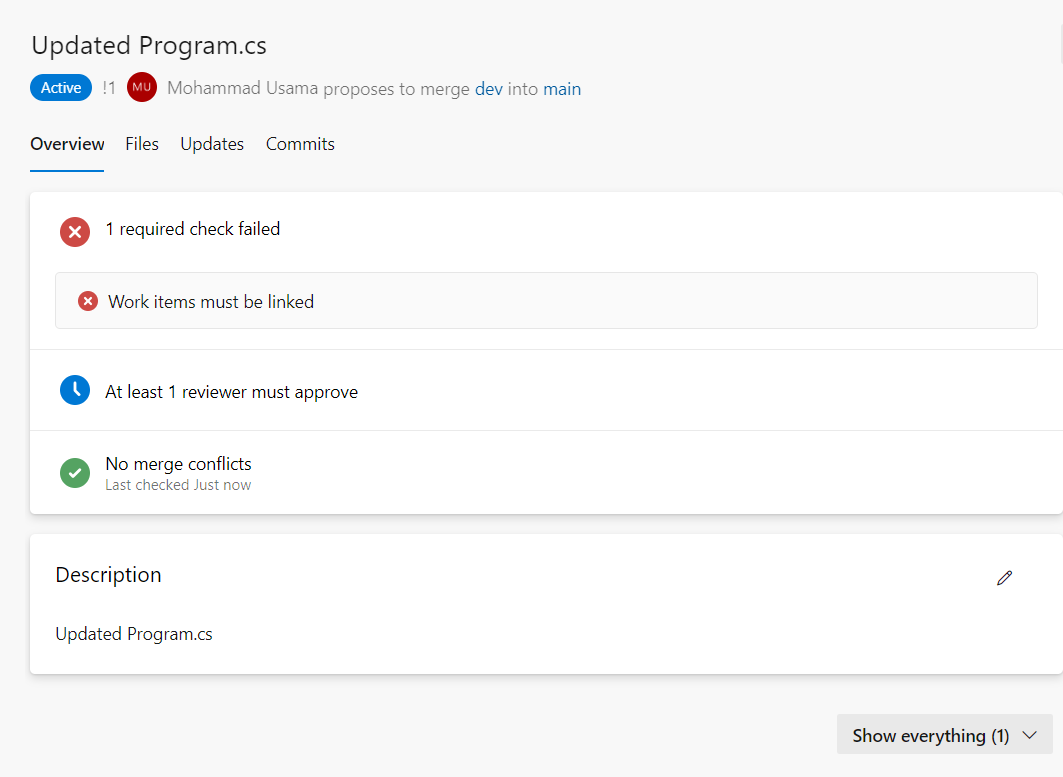 Updated Program.cs
Active !1 MU Mohammad Usama proposes to merge dev into main
Overview Files Updates Commits
1 required check failed
Work items must be linked
At least 1 reviewer must approve
No merge conflicts
Last checked Just now
Description
Updated Program.cs
Show everything (1)